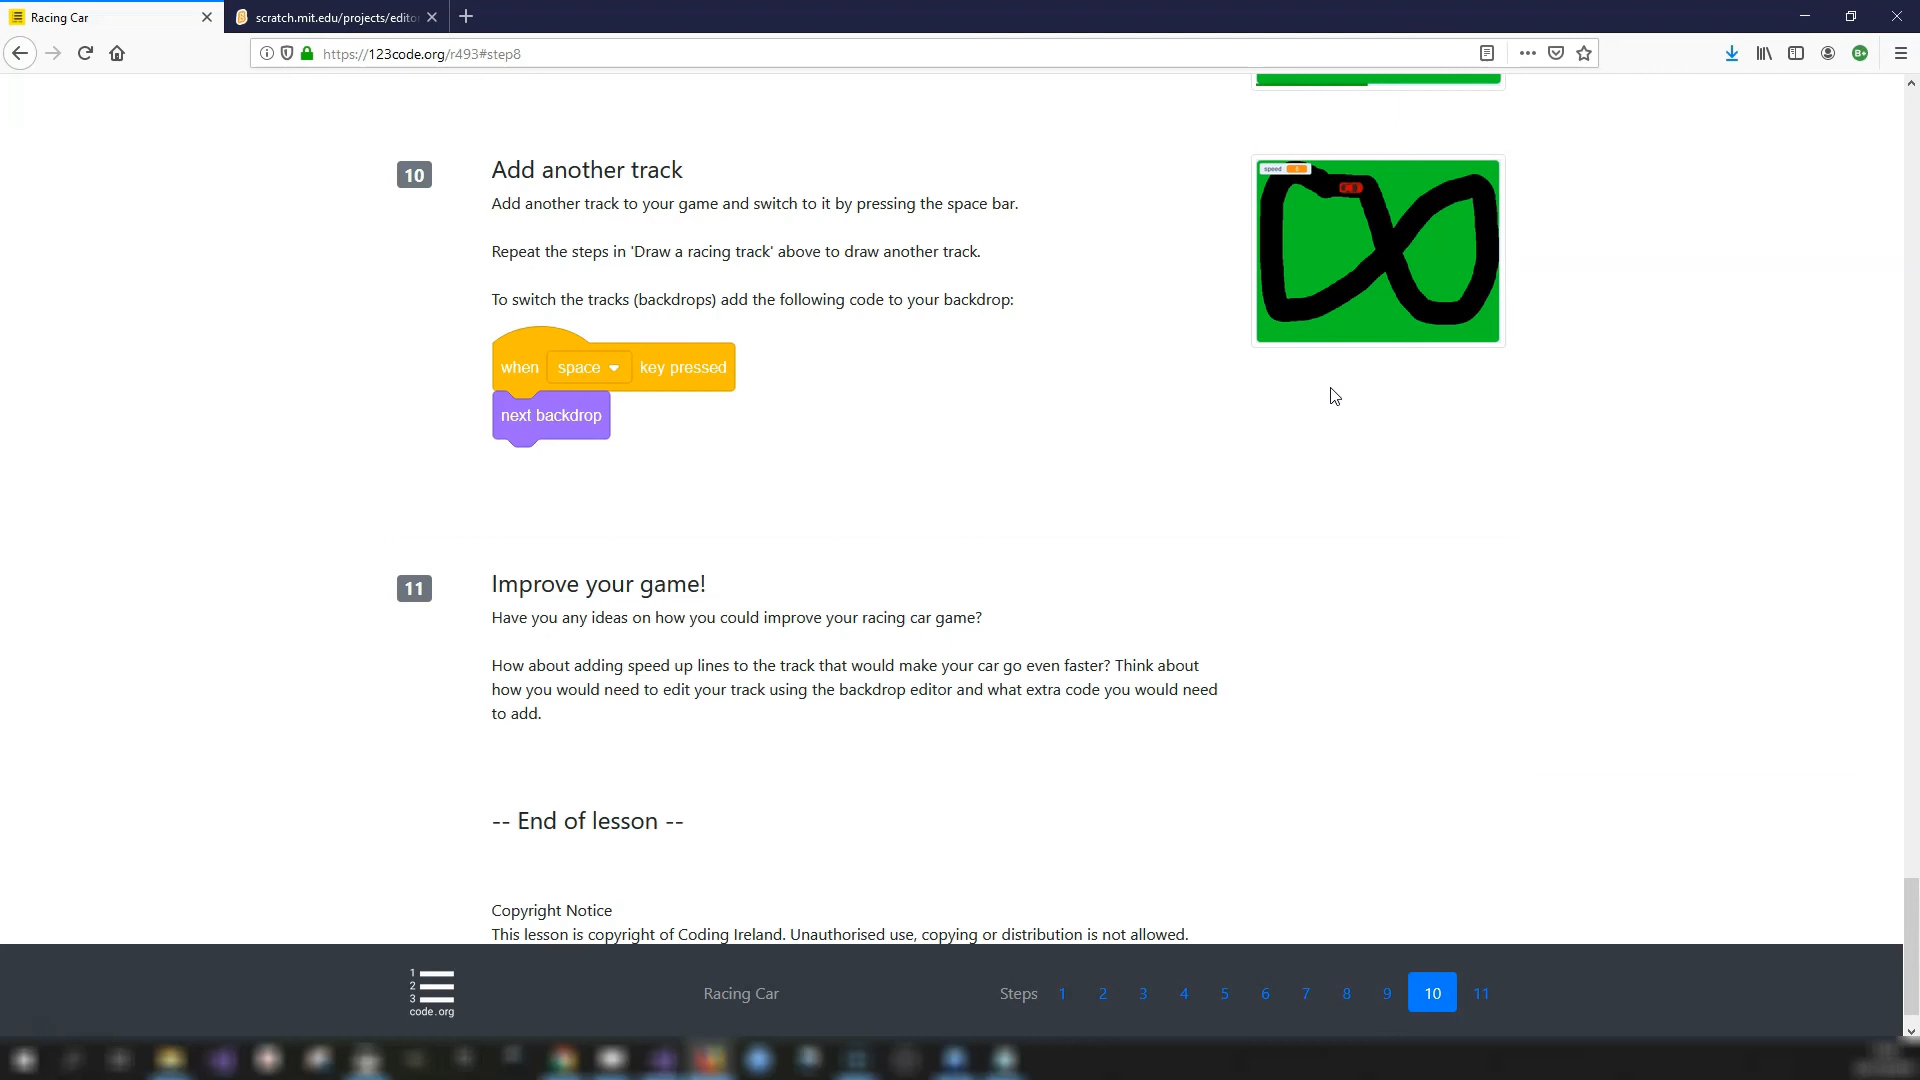 Racing Car
scratch.mit.edu/projects/editor
https://123code.org/r493#step8
10
Add another track
Add another track to your game and switch to it by pressing the space bar.
speed
Repeat the steps in 'Draw a racing track' above to draw another track.
To switch the tracks (backdrops) add the following code to your backdrop:
when space key pressed
next backdrop
11
Improve your game!
Have you any ideas on how you could improve your racing car game?
How about adding speed up lines to the track that would make your car go even faster? Think about
how you would need to edit your track using the backdrop editor and what extra code you would need
to add.
-- End of lesson --
Copyright Notice
This lesson is copyright of Coding Ireland. Unauthorised use, copying or distribution is not allowed.
1
2
3
code.org
Racing Car
Steps 1 2 3 4 5 6 7 8 9 10 11